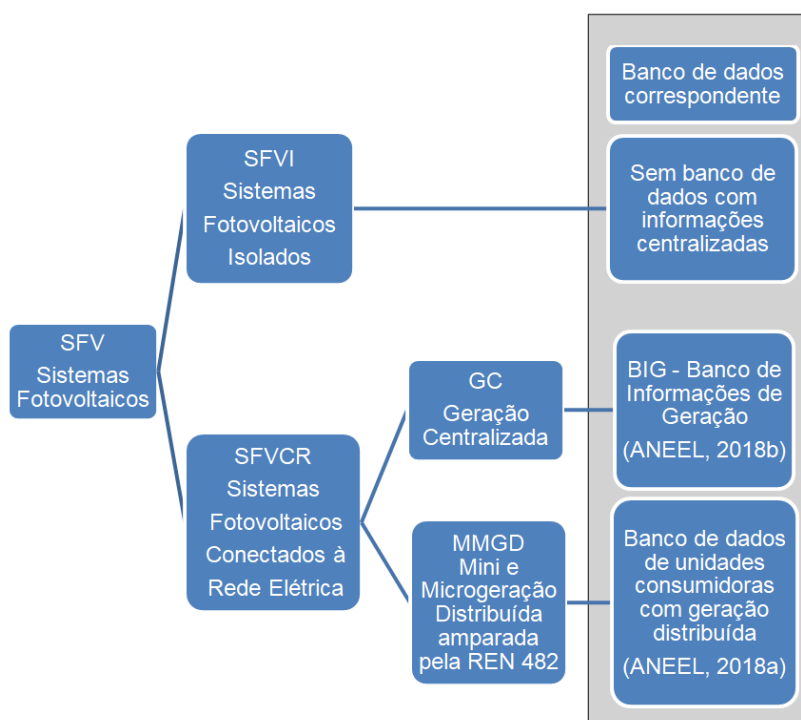 Banco de dados
correspondente
SFVI
Sistemas
Fotovoltaicos
Isolados
Sem banco de
dados com
informações
centralizadas
SFV
Sistemas
Fotovoltaicos
SFVCR
Sistemas
Fotovoltaicos
Conectados à
Rede Elétrica
GC
Geração
Centralizada
BIG - Banco de
Informações de
Geração
(ANEEL, 2018b)
MMGD
Mini e
Microgeração
Distribuída
amparada
pela REN 482
Banco de dados
de unidades
consumidoras
com geração
distribuída
(ANEEL, 2018a)